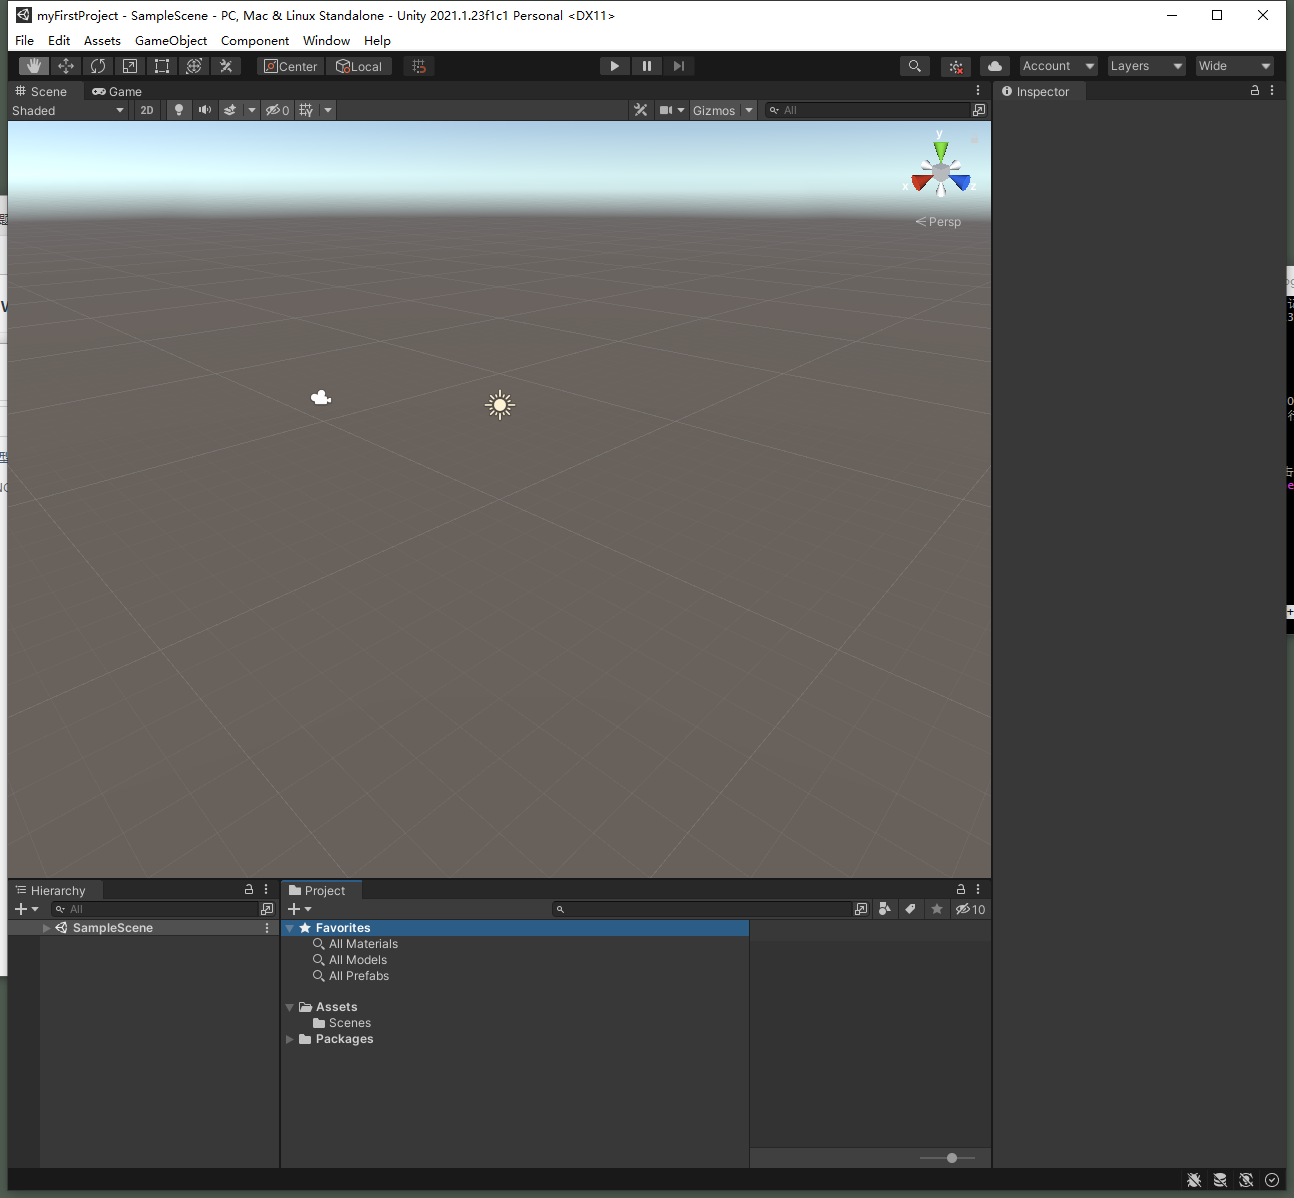 myFirstProject - SampleScene - PC, Mac & Linux Standalone - Unity 2021.1.23f1c1 Personal <DX11>
File Edit Assets GameObject Component Window Help
Center Local Account Layers Wide
Scene Game
Inspector
Shaded 2D 0 Gizmos All
y
x z
Persp
Hierarchy
All
SampleScene
Project
10
Favorites
All Materials
All Models
All Prefabs
Assets
Scenes
Packages